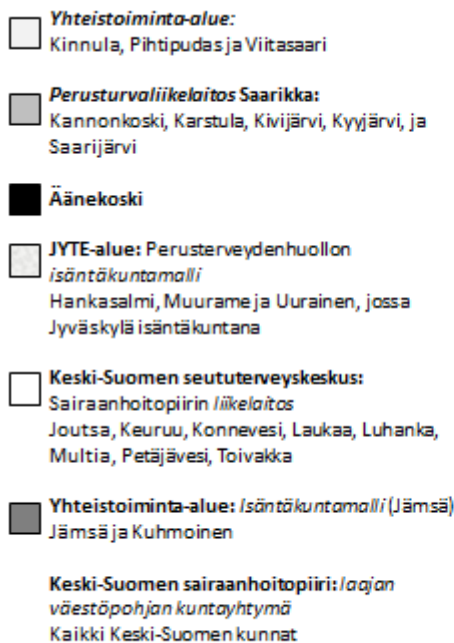 Yhteistoiminta-alue:
Kinnula, Pihtipudas ja Viitasaari
Perusturvaliikelaitos Saarikka:
Kannonkoski, Karstula, Kivijärvi, Kyyjärvi, ja
Saarijärvi
Äänekoski
JYTE-alue: Perusterveydenhuollon
isäntäkuntamalli
Hankasalmi, Muurame ja Uurainen, jossa
Jyväskylä isäntäkuntana
Keski-Suomen seututerveyskeskus:
Sairaanhoitopiirin liikelaitos
Joutsa, Keuruu, Konnevesi, Laukaa, Luhanka,
Multia, Petäjävesi, Toivakka
Yhteistoiminta-alue: Isäntäkuntamalli (Jämsä)
Jämsä ja Kuhmoinen
Keski-Suomen sairaanhoitopiiri: laajan
väestöpohjan kuntayhtymä
Kaikki Keski-Suomen kunnat